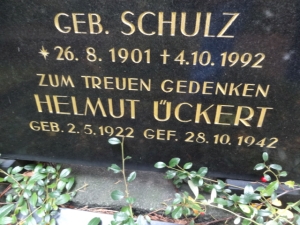 GEB. SCHULZ
* 26.8.1901 ✝ 4.10.1992
ZUM TREUEN GEDENKEN
HELMUT ÜCKERT
GEB. 2.5.1922 GEF. 28.10.1942